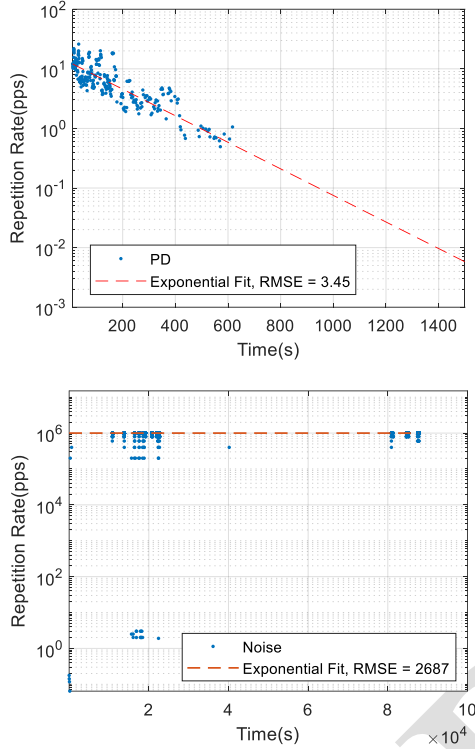 10^2
10^1
10^0
10^-1
10^-2
10^-3
Repetition Rate(pps)
PD
Exponential Fit, RMSE = 3.45
200 400 600 800 1000 1200 1400
Time(s)
10^6
10^4
10^2
10^0
Repetition Rate(pps)
Noise
Exponential Fit, RMSE = 2687
2 4 6 8 10
×10^4
Time(s)